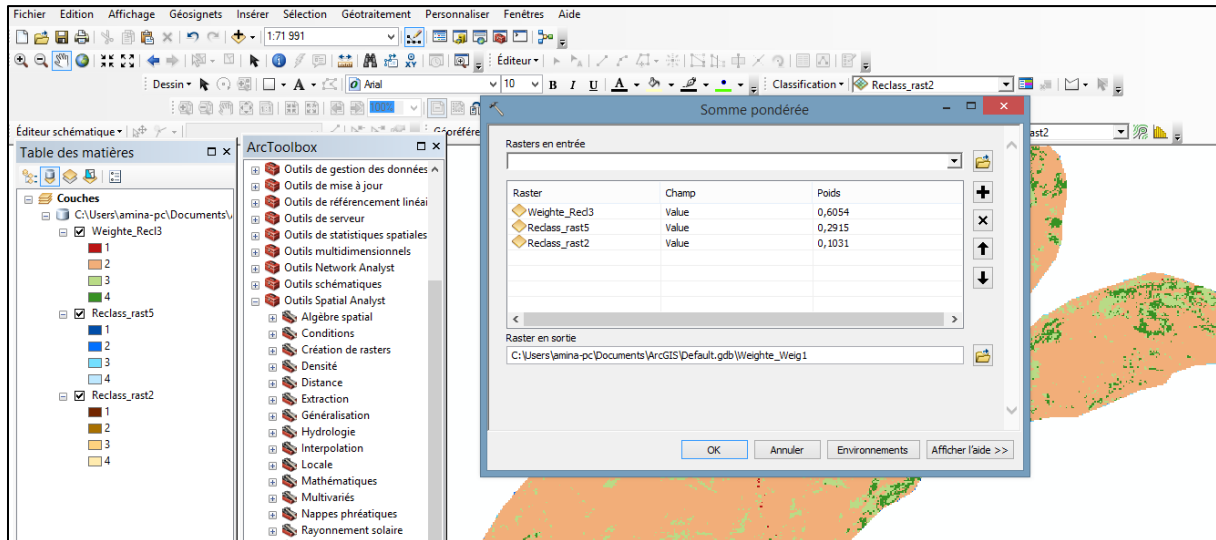 Fichier Edition Affichage Géosignets Insérer Sélection Géotraitement Personnaliser Fenêtres Aide
1:71 991
Éditeur
Dessin A Arial 10 B I U A Classification Reclass_rast2
100%
Éditeur schématique Géoréfére ast2
Table des matières
Couches
C:\Users\amina-pc\Documents\
Weighte_Recl3
1
2
3
4
Reclass_rast5
1
2
3
4
Reclass_rast2
1
2
3
4
ArcToolbox
Outils de gestion des données
Outils de mise à jour
Outils de référencement linéai
Outils de serveur
Outils de statistiques spatiales
Outils multidimensionnels
Outils Network Analyst
Outils schématiques
Outils Spatial Analyst
Algèbre spatial
Conditions
Création de rasters
Densité
Distance
Extraction
Généralisation
Hydrologie
Interpolation
Locale
Mathématiques
Multivariés
Nappes phréatiques
Rayonnement solaire
Somme pondérée
Rasters en entrée
Raster Champ Poids
Weighte_Recl3 Value 0,6054
Reclass_rast5 Value 0,2915
Reclass_rast2 Value 0,1031
Raster en sortie
C:\Users\amina-pc\Documents\ArcGIS\Default.gdb\Weighte_Weig1
OK Annuler Environnements Afficher l'aide >>